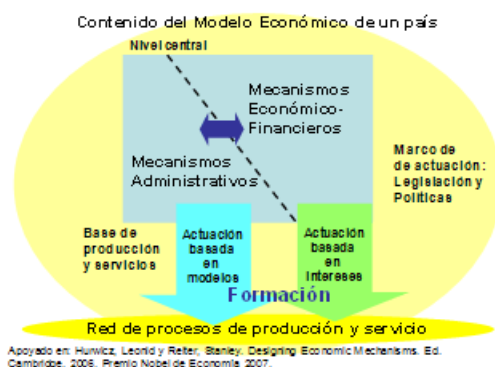 Contenido del Modelo Económico de un país
Nivel central
Mecanismos
Económico-
Financieros
Mecanismos
Administrativos
Marco de
de actuación:
Legislación y
Políticas
Base de
producción
y servicios
Actuación
basada
en
modelos
Actuación
basada
en
Intereses
Formación
Red de procesos de producción y servicio
Apoyado en: Hurwicz, Leonid y Reiter, Stanley. Designing Economic Mechanisms. Ed.
Cambridge. 2006. Premio Nobel de Economía 2007.